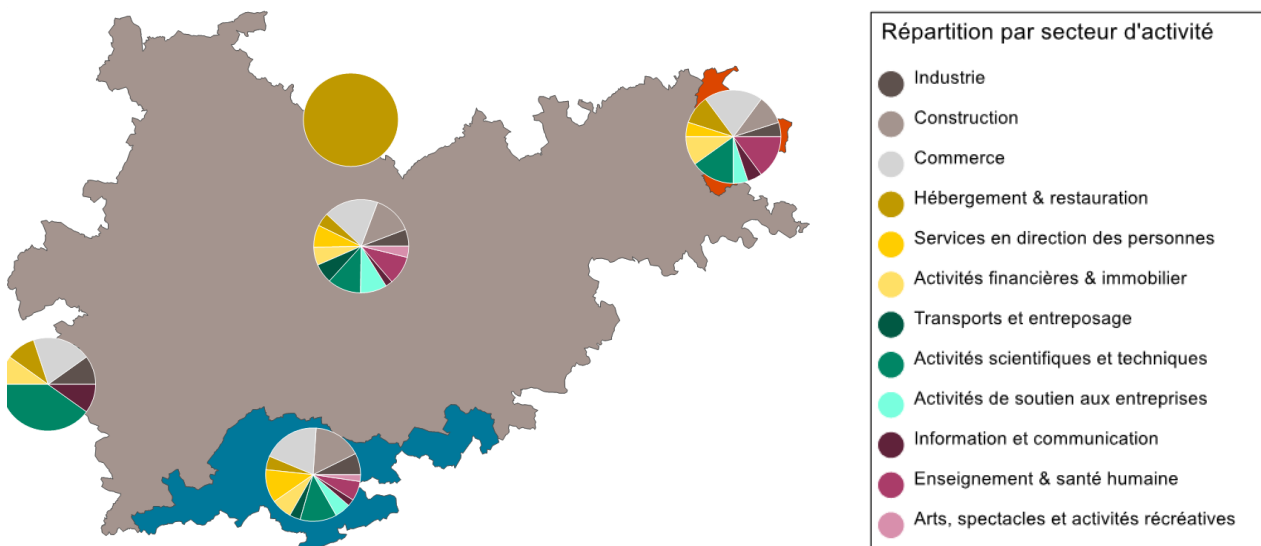 Répartition par secteur d'activité
Industrie
Construction
Commerce
Hébergement & restauration
Services en direction des personnes
Activités financières & immobilier
Transports et entreposage
Activités scientifiques et techniques
Activités de soutien aux entreprises
Information et communication
Enseignement & santé humaine
Arts, spectacles et activités récréatives